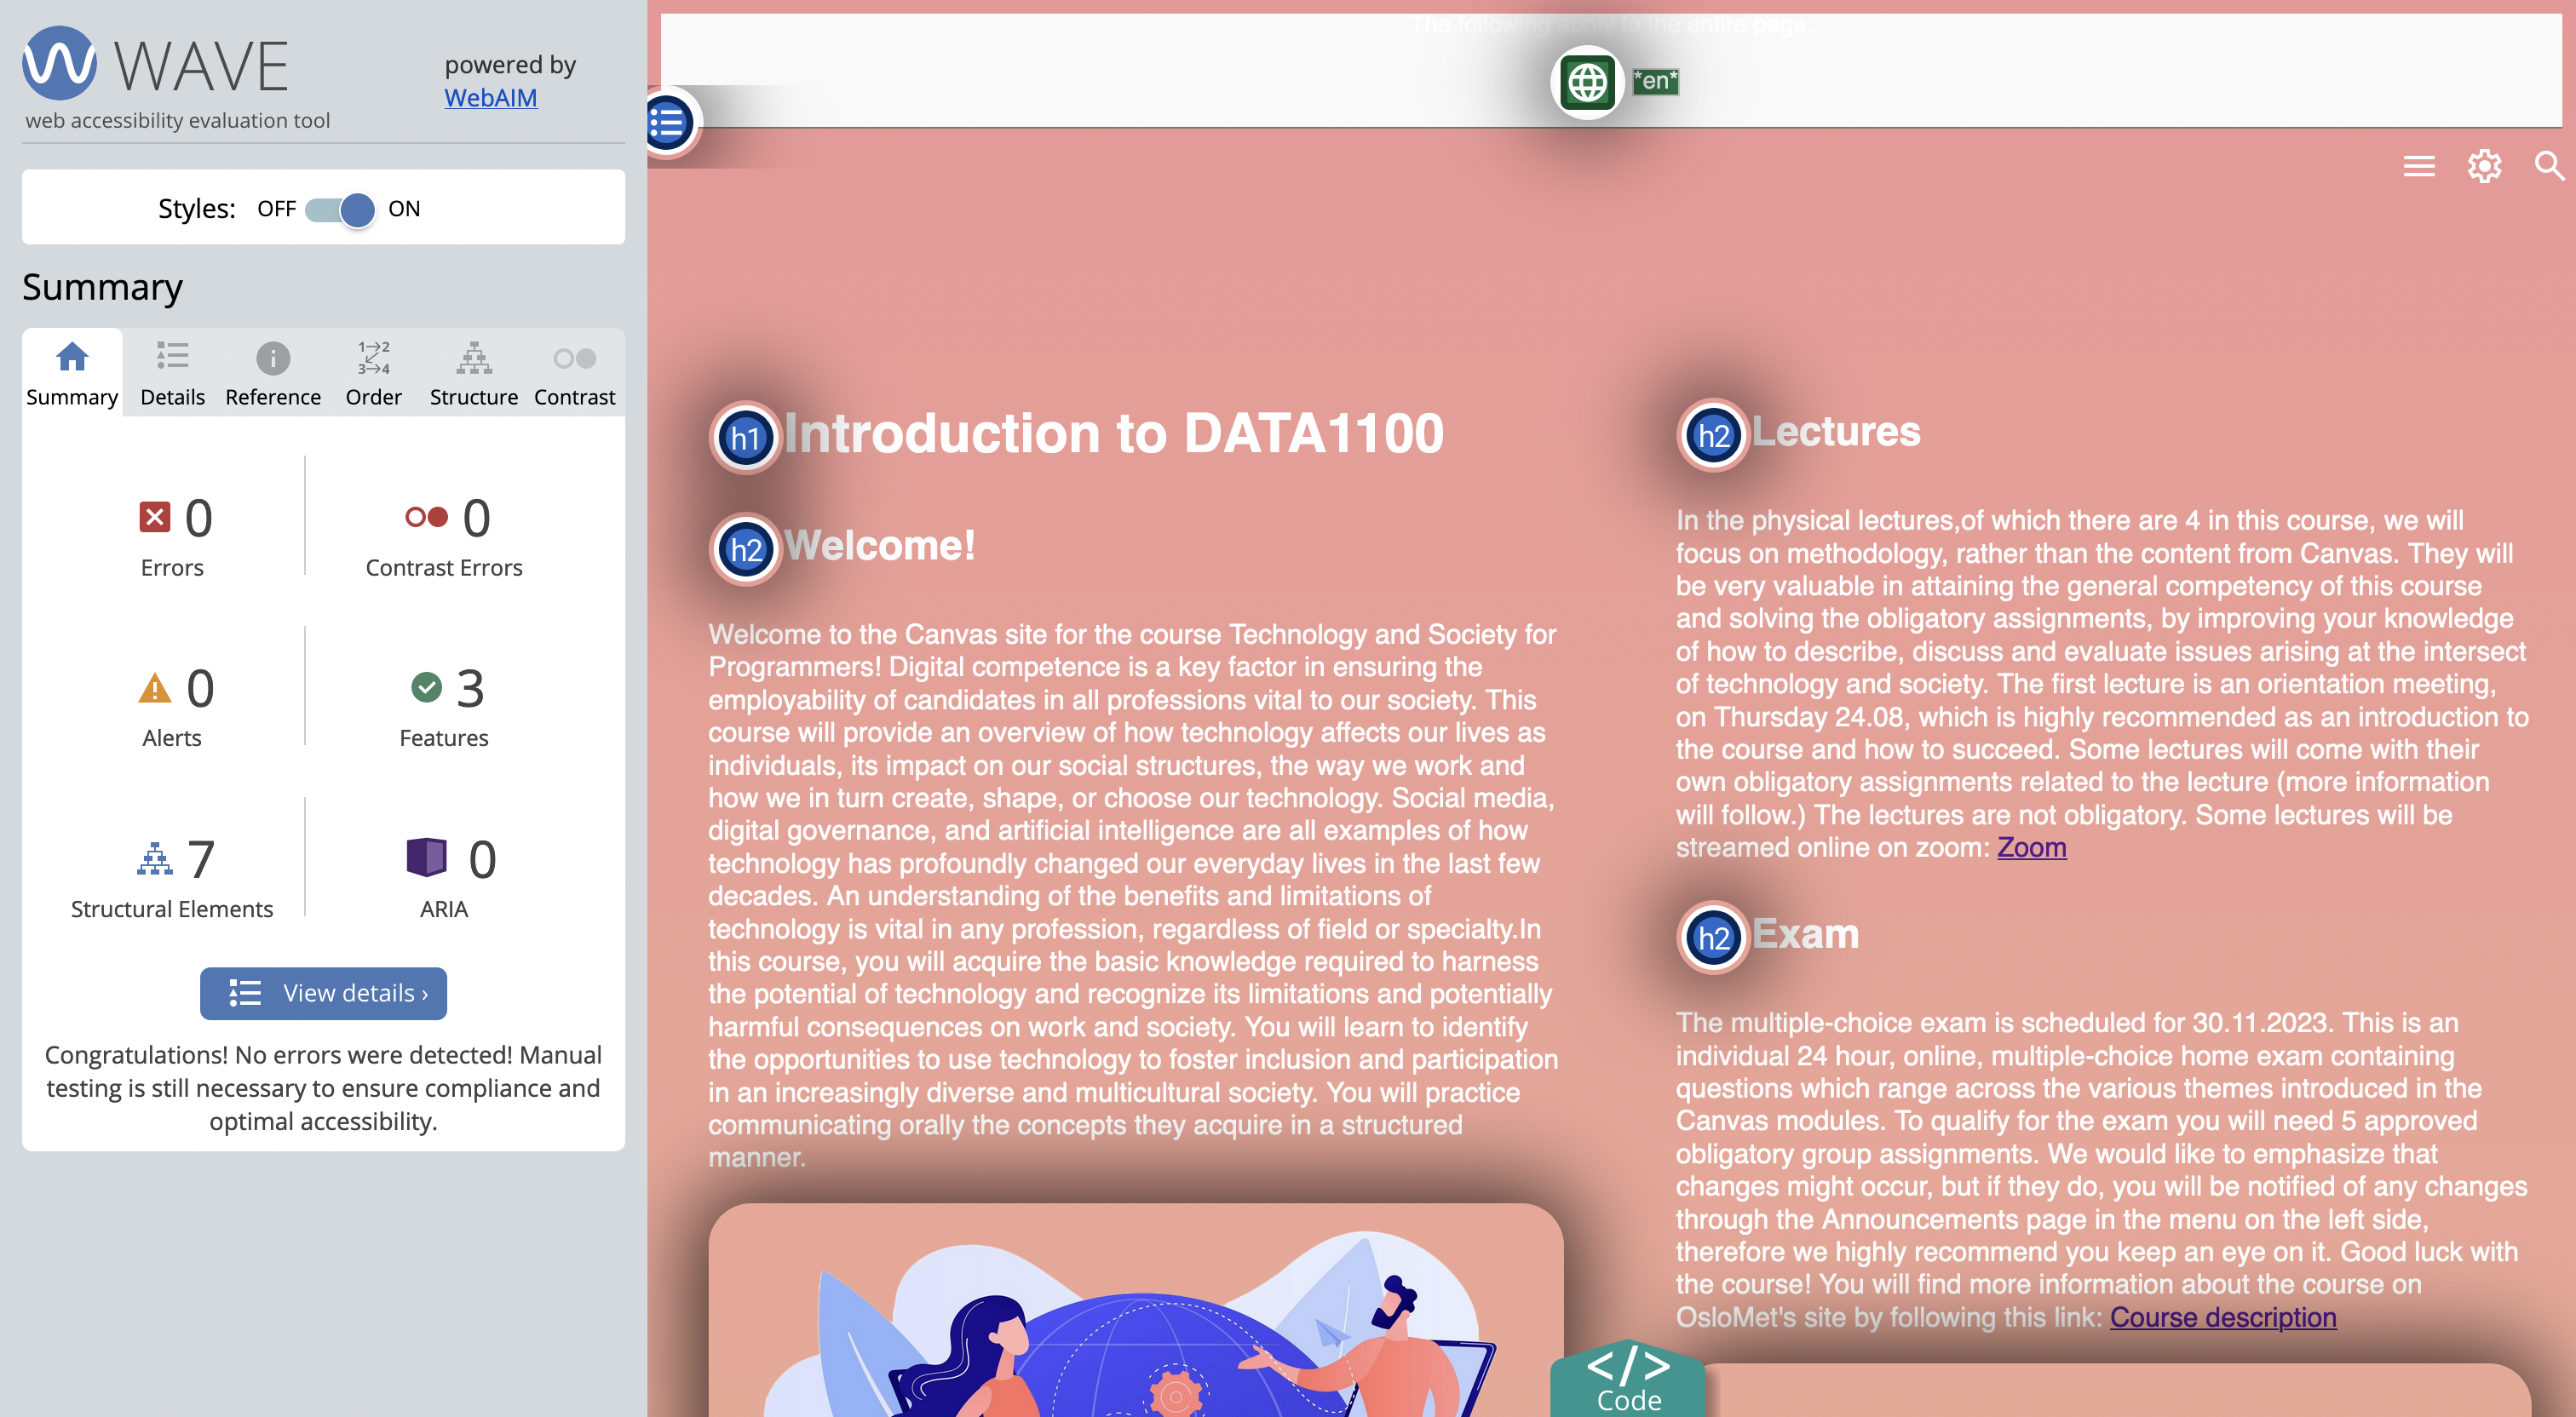 WAVE
web accessibility evaluation tool
powered by
WebAIM
Styles: OFF ON
Summary
Summary
Details
Reference
1→2
3→4
Order
Structure
Contrast
0
Errors
0
Contrast Errors
0
Alerts
3
Features
7
Structural Elements
0
ARIA
View details ›
Congratulations! No errors were detected! Manual
testing is still necessary to ensure compliance and
optimal accessibility.
The following apply to the entire page:
*en*
h1 Introduction to DATA1100
h2 Welcome!
Welcome to the Canvas site for the course Technology and Society for
Programmers! Digital competence is a key factor in ensuring the
employability of candidates in all professions vital to our society. This
course will provide an overview of how technology affects our lives as
individuals, its impact on our social structures, the way we work and
how we in turn create, shape, or choose our technology. Social media,
digital governance, and artificial intelligence are all examples of how
technology has profoundly changed our everyday lives in the last few
decades. An understanding of the benefits and limitations of
technology is vital in any profession, regardless of field or specialty.In
this course, you will acquire the basic knowledge required to harness
the potential of technology and recognize its limitations and potentially
harmful consequences on work and society. You will learn to identify
the opportunities to use technology to foster inclusion and participation
in an increasingly diverse and multicultural society. You will practice
communicating orally the concepts they acquire in a structured
manner.
h2 Lectures
In the physical lectures,of which there are 4 in this course, we will
focus on methodology, rather than the content from Canvas. They will
be very valuable in attaining the general competency of this course
and solving the obligatory assignments, by improving your knowledge
of how to describe, discuss and evaluate issues arising at the intersect
of technology and society. The first lecture is an orientation meeting,
on Thursday 24.08, which is highly recommended as an introduction to
the course and how to succeed. Some lectures will come with their
own obligatory assignments related to the lecture (more information
will follow.) The lectures are not obligatory. Some lectures will be
streamed online on zoom: Zoom
h2 Exam
The multiple-choice exam is scheduled for 30.11.2023. This is an
individual 24 hour, online, multiple-choice home exam containing
questions which range across the various themes introduced in the
Canvas modules. To qualify for the exam you will need 5 approved
obligatory group assignments. We would like to emphasize that
changes might occur, but if they do, you will be notified of any changes
through the Announcements page in the menu on the left side,
therefore we highly recommend you keep an eye on it. Good luck with
the course! You will find more information about the course on
OsloMet's site by following this link: Course description
</>
Code